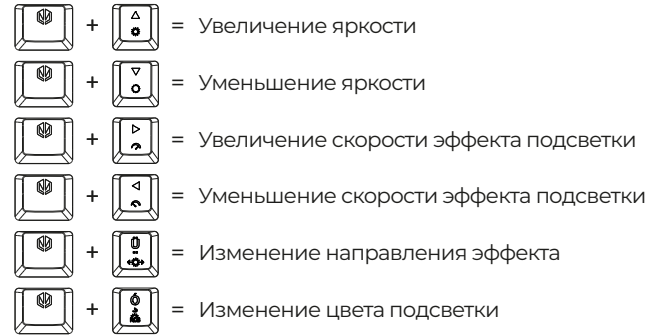 + = Увеличение яркости
+ = Уменьшение яркости
+ = Увеличение скорости эффекта подсветки
+ = Уменьшение скорости эффекта подсветки
+ = Изменение направления эффекта
+ = Изменение цвета подсветки